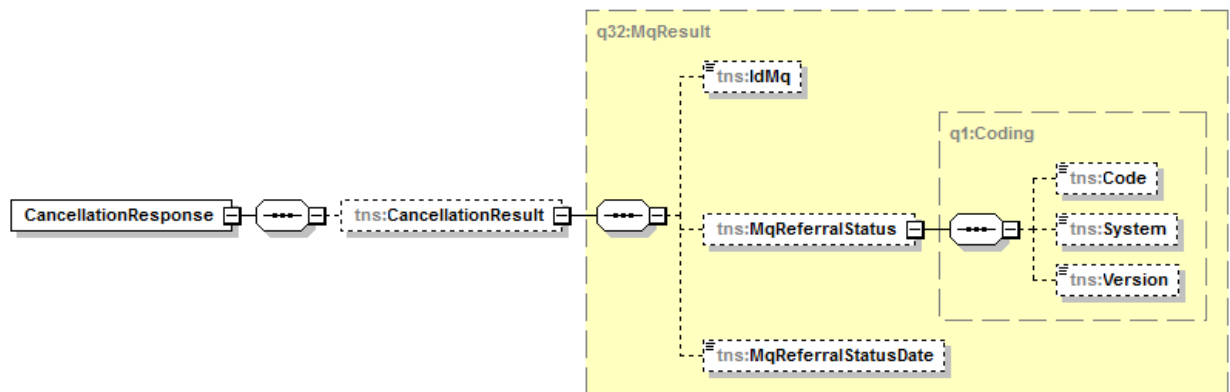 q32:MqResult
tns:IdMq
q1:Coding
tns:Code
CancellationResponse
tns:CancellationResult
tns:MqReferralStatus
tns:System
tns:Version
tns:MqReferralStatusDate